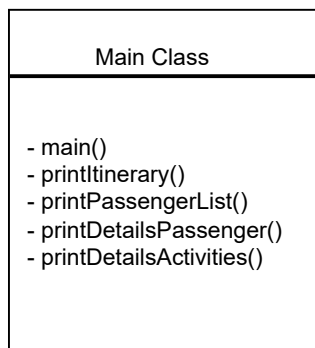 Main Class
- main()
- printItinerary()
- printPassengerList()
- printDetailsPassenger()
- printDetailsActivities()